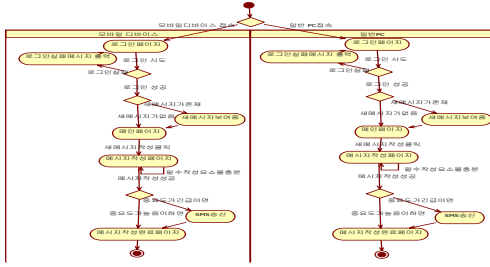 모바일디바이스 접속
일반 PC접속
모바일 디바이스
일반PC
로그인페이지
로그인실패메시지 출력
로그인 시도
로그인실패
로그인 성공
새메시지가존재
새메시지가없음
새메시지보여줌
메인페이지
새메시지작성클릭
메시지작성페이지
필수작성요소불충분
메시지작성성공
중요도가긴급이면
중요도가높음이하면
SMS송신
메시지작성완료페이지
로그인페이지
로그인실패메시지 출력
로그인 시도
로그인실패
로그인 성공
새메시지가존재
새메시지가없음
새메시지보여줌
메인페이지
새메시지작성클릭
메시지작성페이지
필수작성요소불충분
메시지작성성공
중요도가긴급이면
중요도가높음이하면
SMS송신
메시지작성완료페이지